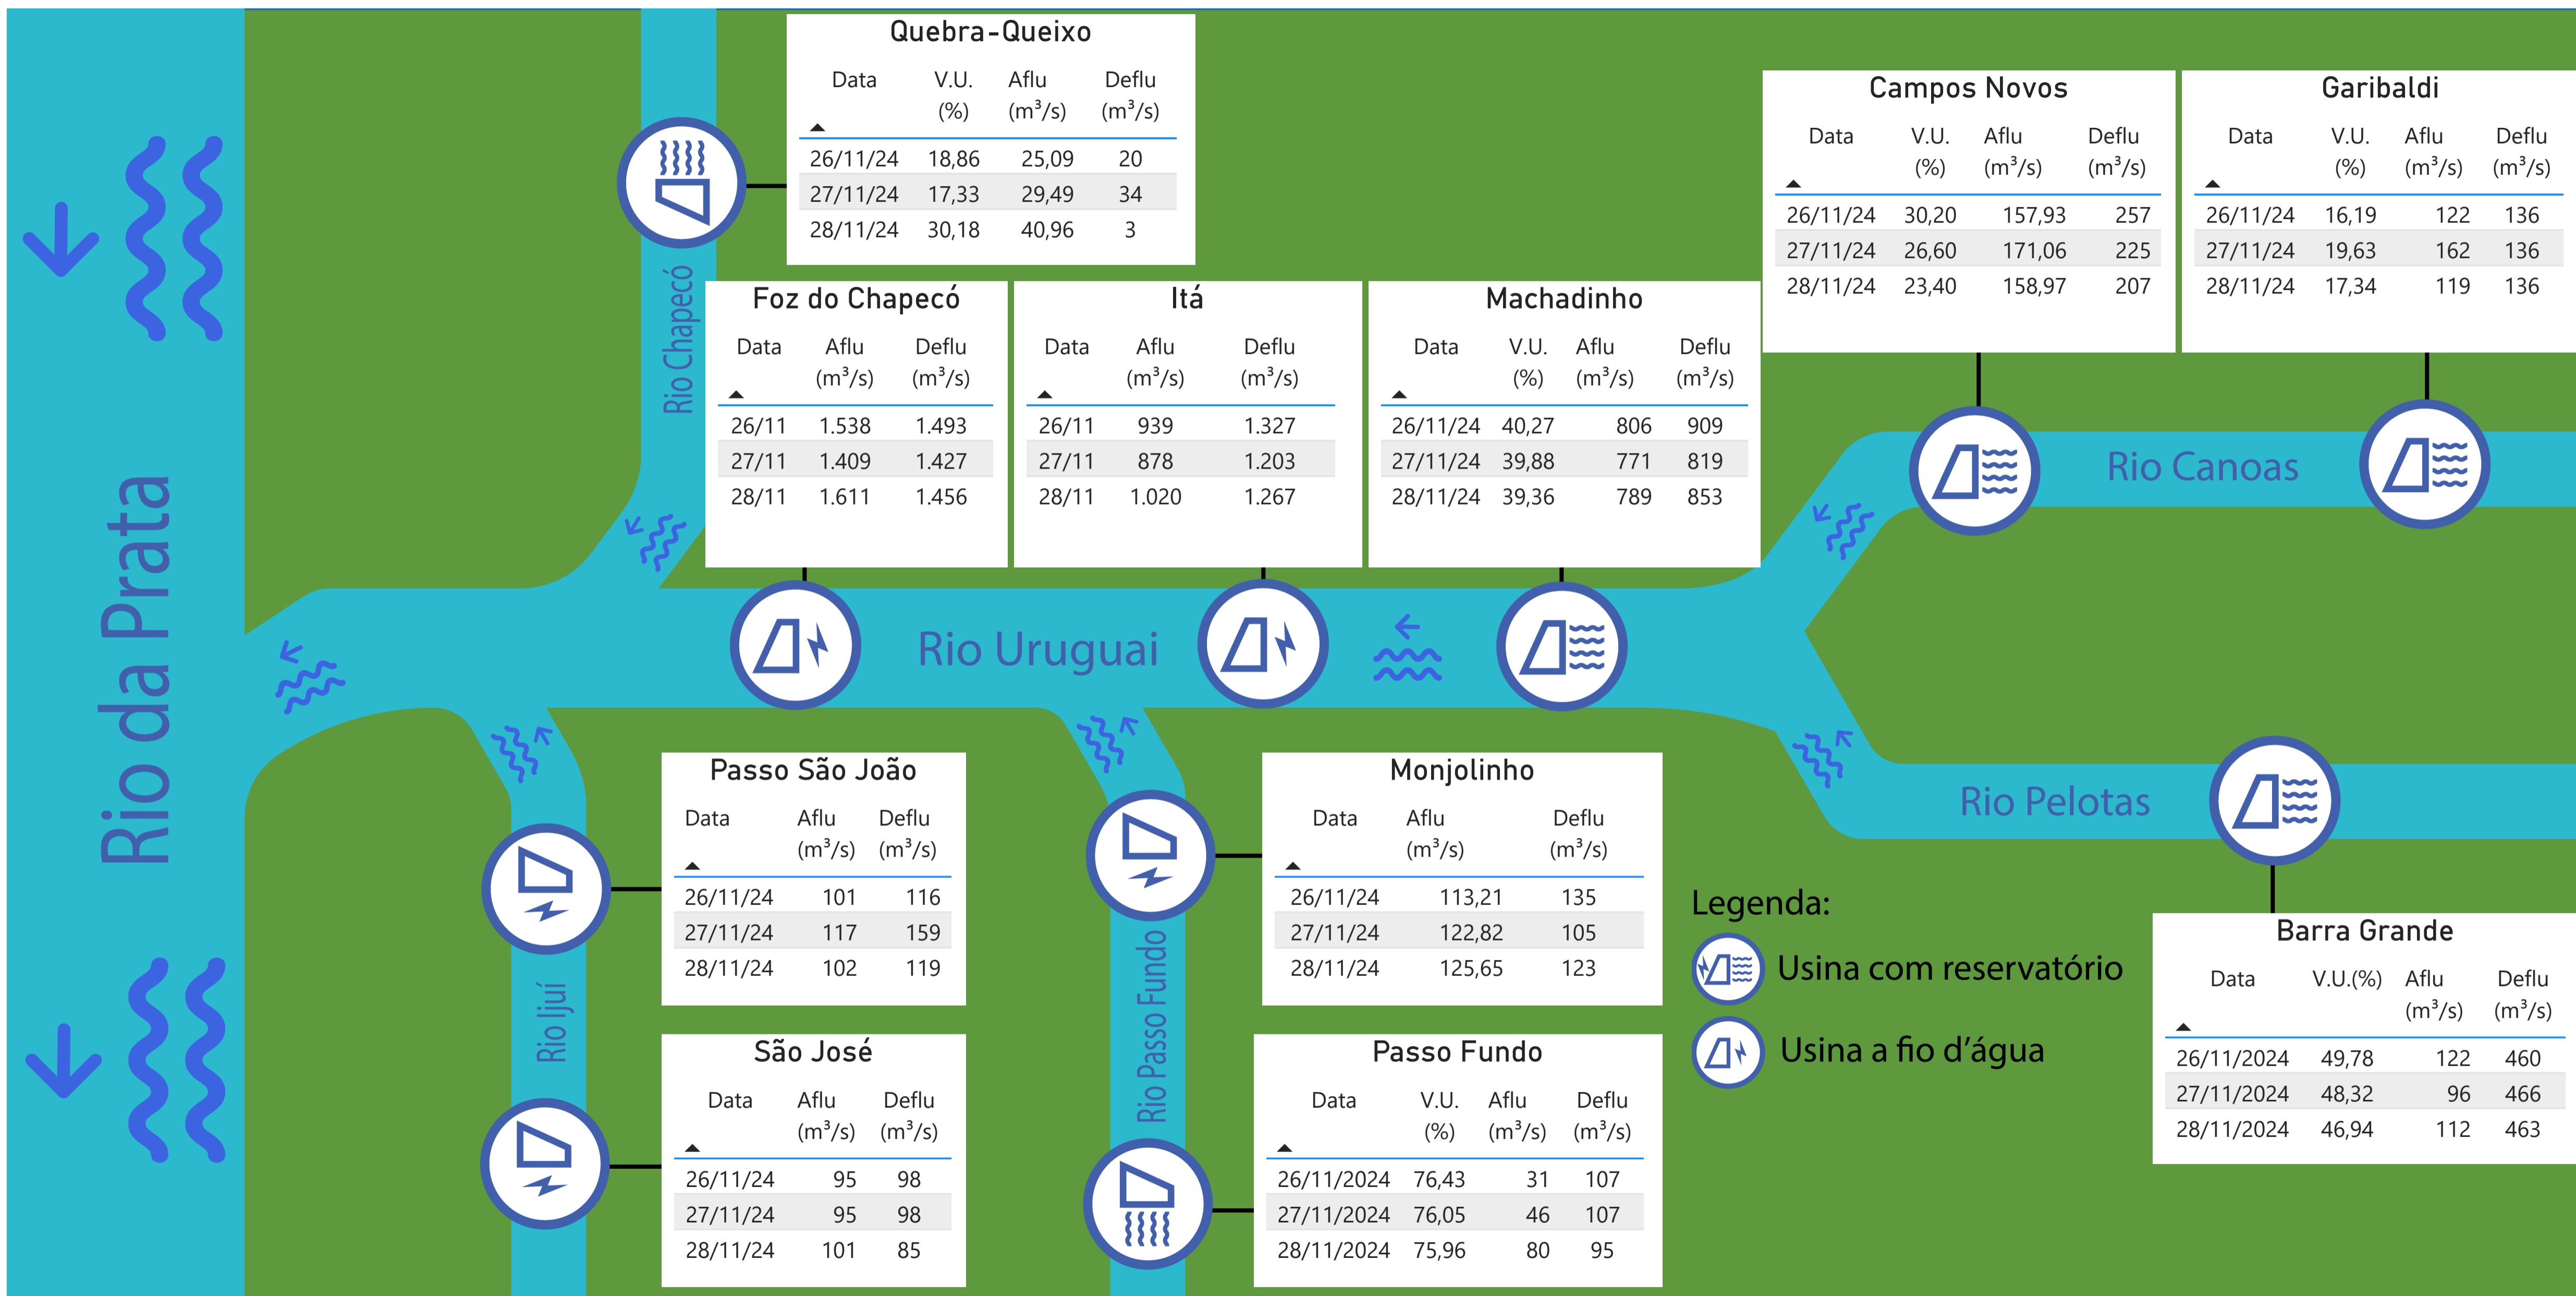 Rio da Prata
Quebra-Queixo
Data V.U. (%) Aflu (m³/s) Deflu (m³/s)
26/11/24 18,86 25,09 20
27/11/24 17,33 29,49 34
28/11/24 30,18 40,96 3
Rio Chapecó
Foz do Chapecó
Data Aflu (m³/s) Deflu (m³/s)
26/11 1.538 1.493
27/11 1.409 1.427
28/11 1.611 1.456
Itá
Data Aflu (m³/s) Deflu (m³/s)
26/11 939 1.327
27/11 878 1.203
28/11 1.020 1.267
Machadinho
Data V.U. (%) Aflu (m³/s) Deflu (m³/s)
26/11/24 40,27 806 909
27/11/24 39,88 771 819
28/11/24 39,36 789 853
Campos Novos
Data V.U. (%) Aflu (m³/s) Deflu (m³/s)
26/11/24 30,20 157,93 257
27/11/24 26,60 171,06 225
28/11/24 23,40 158,97 207
Garibaldi
Data V.U. (%) Aflu (m³/s) Deflu (m³/s)
26/11/24 16,19 122 136
27/11/24 19,63 162 136
28/11/24 17,34 119 136
Rio Canoas
Rio Uruguai
Rio Pelotas
Passo São João
Data Aflu (m³/s) Deflu (m³/s)
26/11/24 101 116
27/11/24 117 159
28/11/24 102 119
Rio Ijuí
São José
Data Aflu (m³/s) Deflu (m³/s)
26/11/24 95 98
27/11/24 95 98
28/11/24 101 85
Monjolinho
Data Aflu (m³/s) Deflu (m³/s)
26/11/24 113,21 135
27/11/24 122,82 105
28/11/24 125,65 123
Rio Passo Fundo
Passo Fundo
Data V.U. (%) Aflu (m³/s) Deflu (m³/s)
26/11/2024 76,43 31 107
27/11/2024 76,05 46 107
28/11/2024 75,96 80 95
Legenda:
Usina com reservatório
Usina a fio d'água
Barra Grande
Data V.U.(%) Aflu (m³/s) Deflu (m³/s)
26/11/2024 49,78 122 460
27/11/2024 48,32 96 466
28/11/2024 46,94 112 463